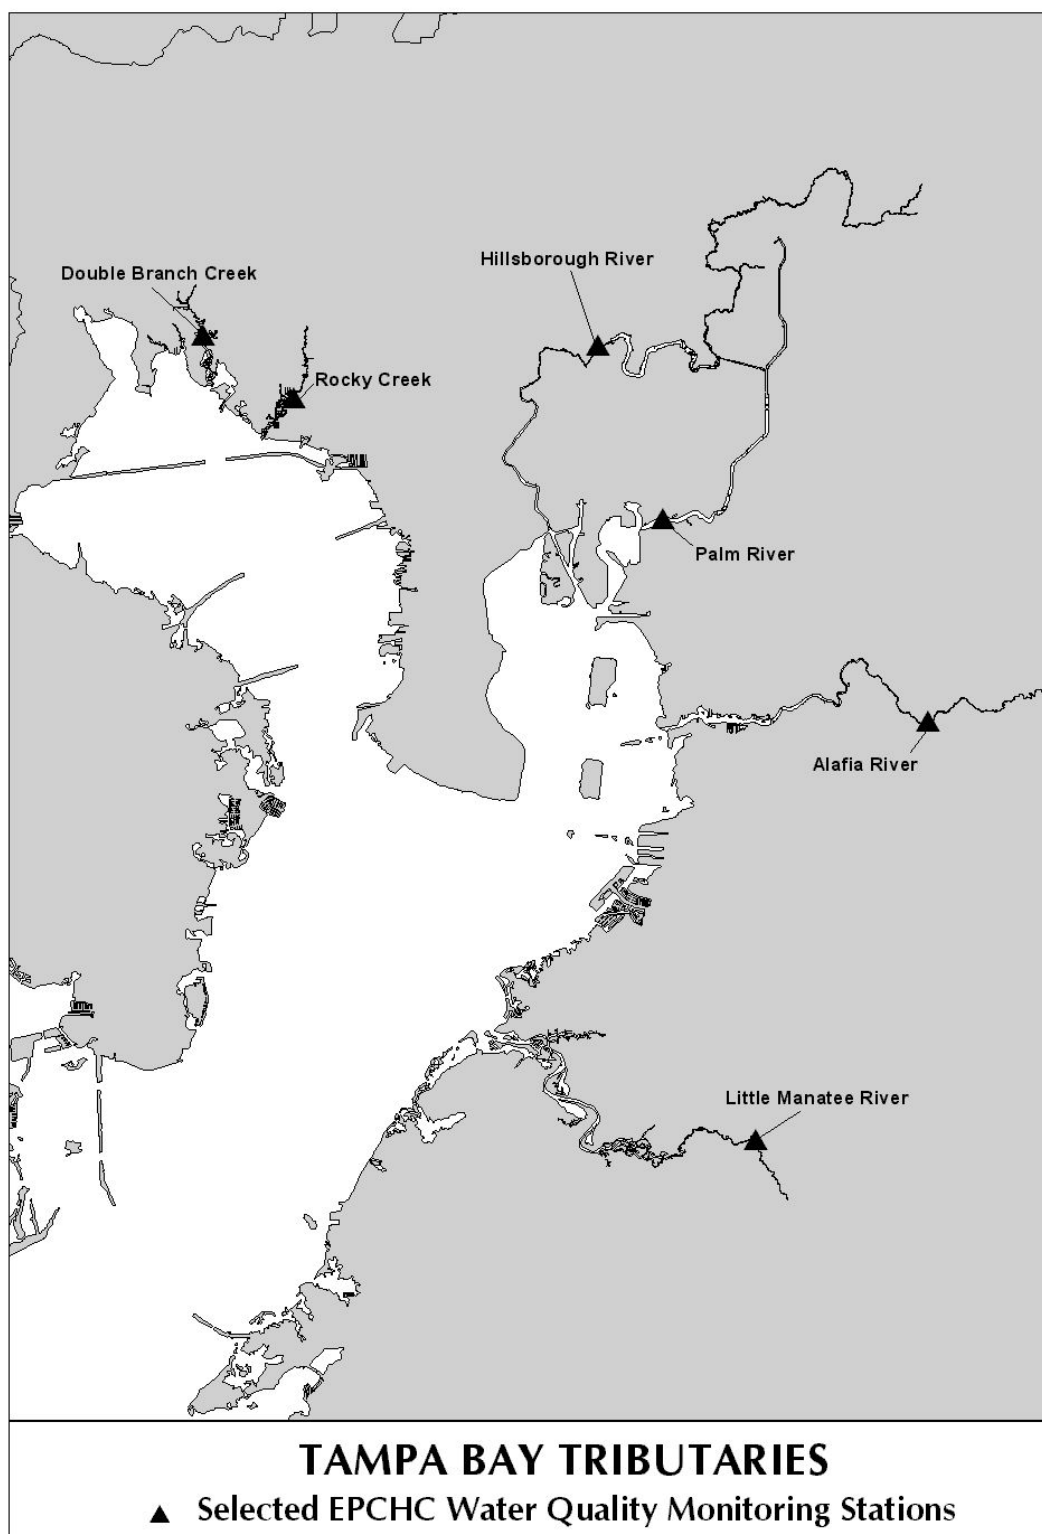 Hillsborough River
Double Branch Creek
Rocky Creek
Palm River
Alafia River
Little Manatee River
TAMPA BAY TRIBUTARIES
Selected EPCHC Water Quality Monitoring Stations